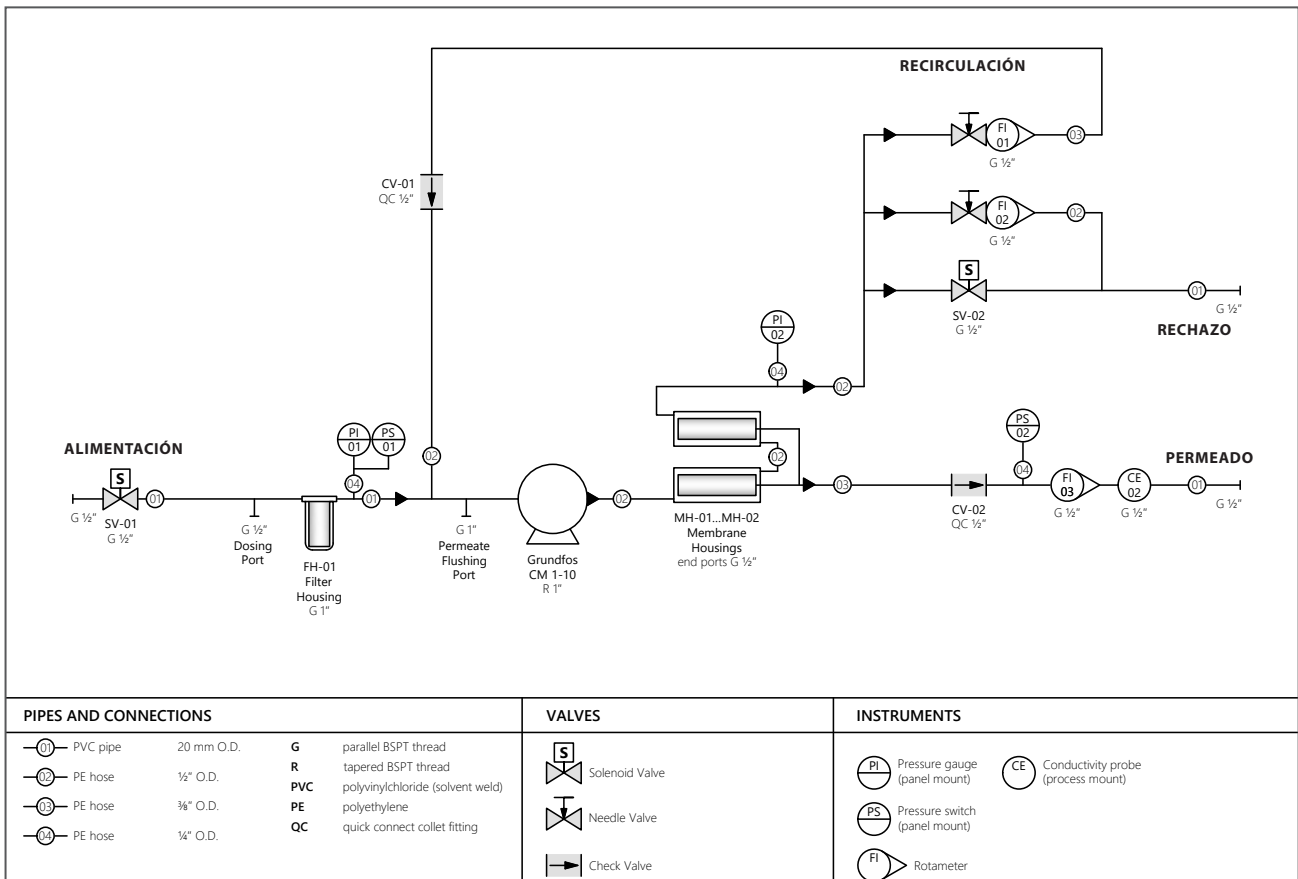 RECIRCULACIÓN
FI
01
03
G ½"
CV-01
QC ½"
FI
02
02
G ½"
S
SV-02
G ½"
01
G ½"
RECHAZO
PI
02
04
02
ALIMENTACIÓN
S
G ½"
SV-01
G ½"
01
G ½"
Dosing
Port
FH-01
Filter
Housing
G 1"
PI
01
PS
01
04
01
02
G 1"
Permeate
Flushing
Port
Grundfos
CM 1-10
R 1"
02
02
MH-01...MH-02
Membrane
Housings
end ports G ½"
03
CV-02
QC ½"
PS
02
04
FI
03
G ½"
CE
02
G ½"
PERMEADO
01
G ½"
PIPES AND CONNECTIONS
01 PVC pipe 20 mm O.D.
02 PE hose ½" O.D.
03 PE hose ⅜" O.D.
04 PE hose ¼" O.D.
G parallel BSPT thread
R tapered BSPT thread
PVC polyvinylchloride (solvent weld)
PE polyethylene
QC quick connect collet fitting
VALVES
S Solenoid Valve
Needle Valve
Check Valve
INSTRUMENTS
PI Pressure gauge
(panel mount)
CE Conductivity probe
(process mount)
PS Pressure switch
(panel mount)
FI Rotameter